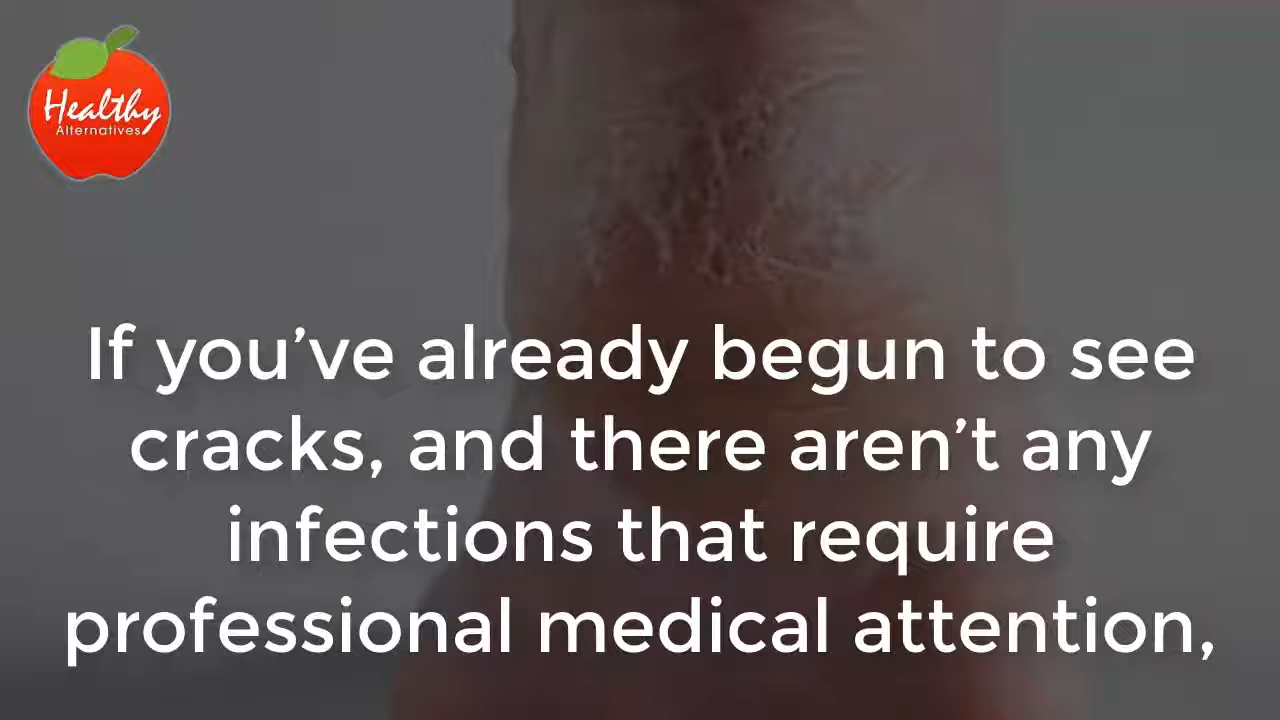 Healthy
Alternatives
If you’ve already begun to see
cracks, and there aren’t any
infections that require
professional medical attention,